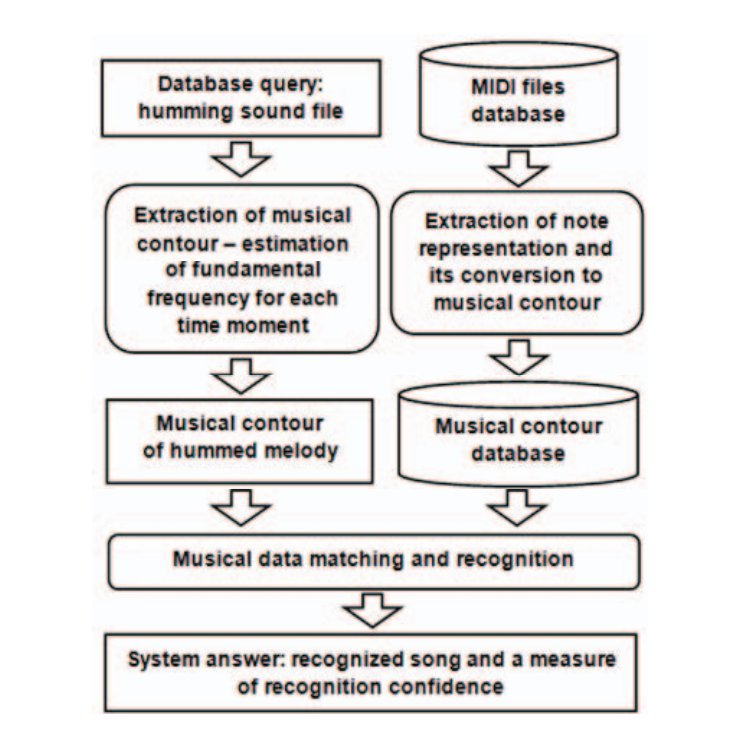 Database query:
humming sound file
MIDI files
database
Extraction of musical
contour – estimation
of fundamental
frequency for each
time moment
Extraction of note
representation and
its conversion to
musical contour
Musical contour
of hummed melody
Musical contour
database
Musical data matching and recognition
System answer: recognized song and a measure
of recognition confidence